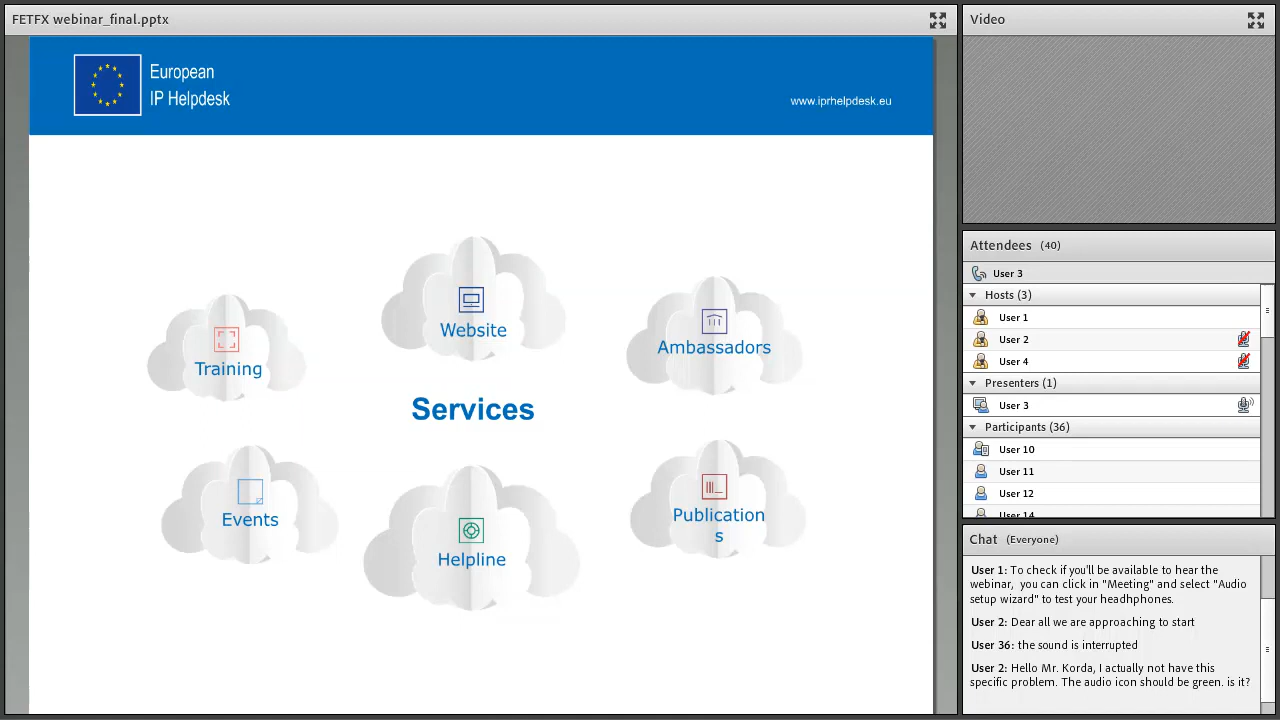 FETFX webinar_final.pptx
European
IP Helpdesk
www.iprhelpdesk.eu
Website
Ambassadors
Training
Services
Events
Publication
s
Helpline
Video
Attendees (40)
User 3
Hosts (3)
User 1
User 2
User 4
Presenters (1)
User 3
Participants (36)
User 10
User 11
User 12
User 14
Chat (Everyone)
User 1: To check if you'll be available to hear the
webinar, you can click in "Meeting" and select "Audio
setup wizard" to test your headhphones.
User 2: Dear all we are approaching to start
User 36: the sound is interrupted
User 2: Hello Mr. Korda, I actually not have this
specific problem. The audio icon should be green. is it?